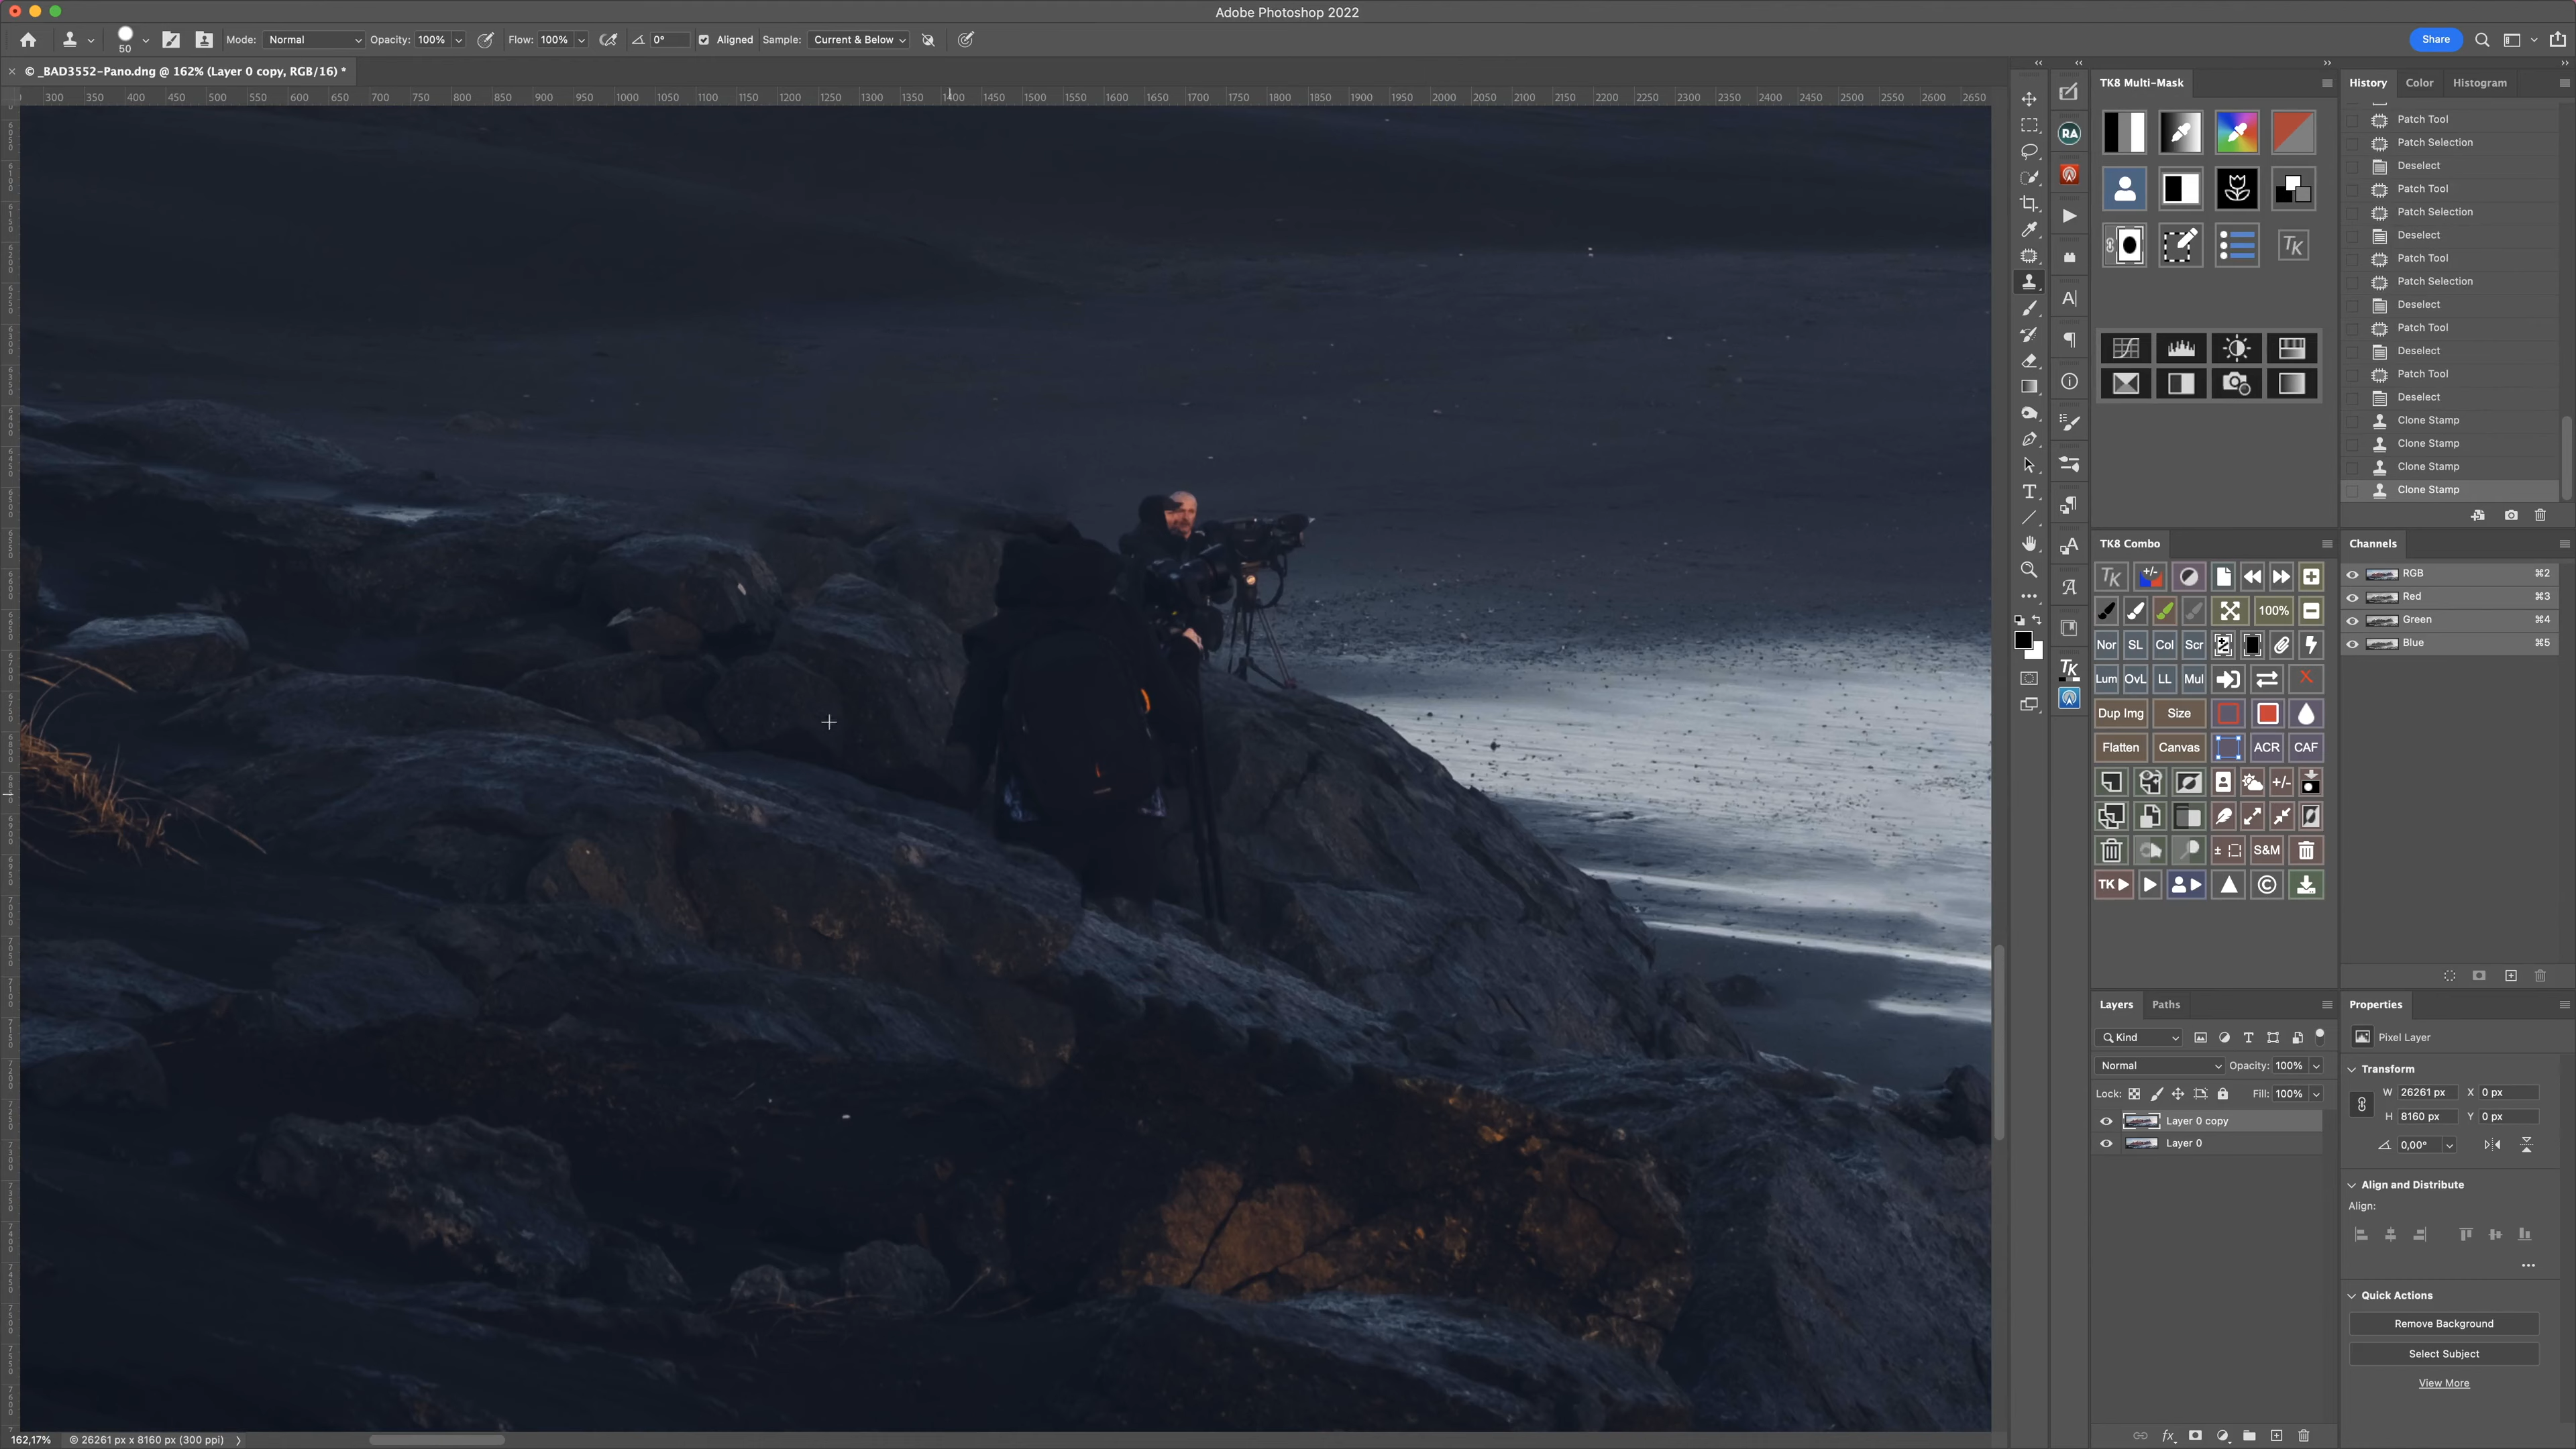 Adobe Photoshop 2022
50 Mode: Normal Opacity: 100% Flow: 100% 0° Aligned Sample: Current & Below Share
© _BAD3552-Pano.dng @ 162% (Layer 0 copy, RGB/16) *
300 350 400 450 500 550 600 650 700 750 800 850 900 950 1000 1050 1100 1150 1200 1250 1300 1350 1400 1450 1500 1550 1600 1650 1700 1750 1800 1850 1900 1950 2000 2050 2100 2150 2200 2250 2300 2350 2400 2450 2500 2550 2600 2650
RA
TK8 Multi-Mask
TK
History Color Histogram
Patch Tool
Patch Selection
Deselect
Patch Tool
Patch Selection
Deselect
Patch Tool
Patch Selection
Deselect
Patch Tool
Deselect
Patch Tool
Deselect
Clone Stamp
Clone Stamp
Clone Stamp
Clone Stamp
TK8 Combo
TK +/-
100%
Nor SL Col Scr
Lum OvL LL Mul
Dup Img Size
Flatten Canvas ACR CAF
+/-
± S&M
TK
Channels
RGB ⌘2
Red ⌘3
Green ⌘4
Blue ⌘5
Layers Paths
Kind
Normal Opacity: 100%
Lock: Fill: 100%
Layer 0 copy
Layer 0
Properties
Pixel Layer
Transform
W 26261 px X 0 px
H 8160 px Y 0 px
0,00°
Align and Distribute
Align:
Quick Actions
Remove Background
Select Subject
View More
162,17% © 26261 px x 8160 px (300 ppi)